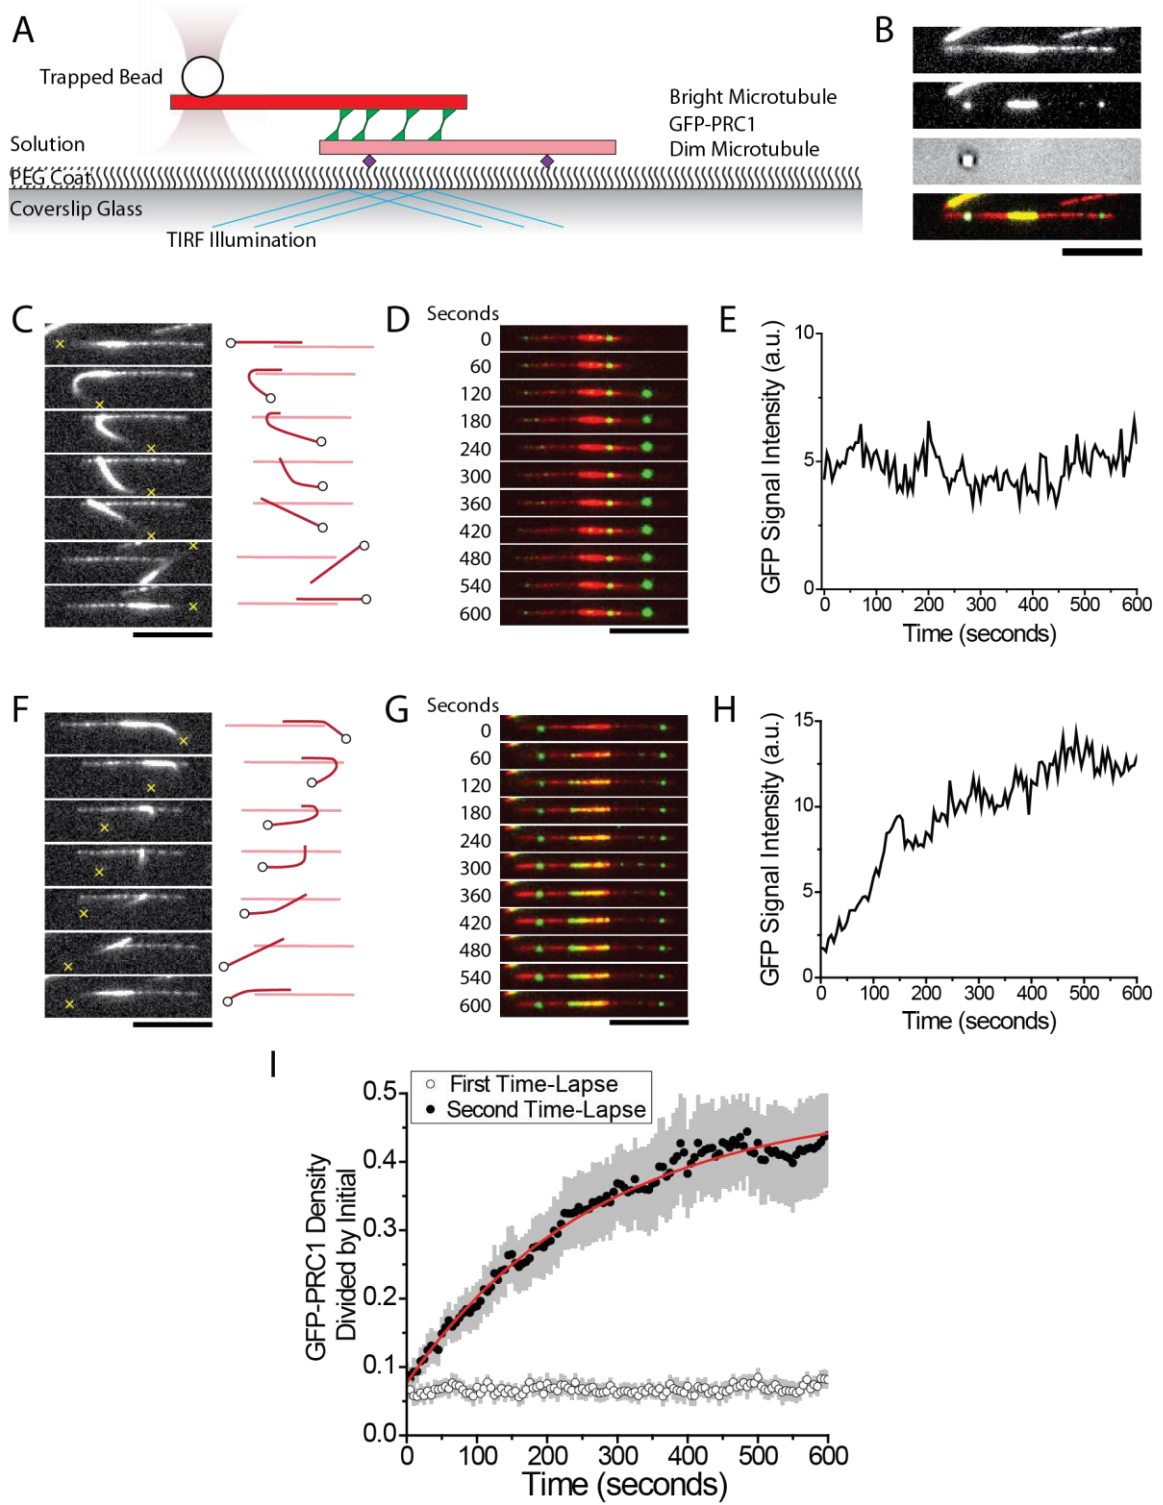 A
Trapped Bead
Solution
PEG Coat
Coverslip Glass
TIRF Illumination
Bright Microtubule
GFP-PRC1
Dim Microtubule
B
C
D
Seconds
0
60
120
180
240
300
360
420
480
540
600
E
GFP Signal Intensity (a.u.)
10
5
0
0 100 200 300 400 500 600
Time (seconds)
F
G
Seconds
0
60
120
180
240
300
360
420
480
540
600
H
GFP Signal Intensity (a.u.)
15
10
5
0
0 100 200 300 400 500 600
Time (seconds)
I
First Time-Lapse
Second Time-Lapse
GFP-PRC1 Density
Divided by Initial
0.5
0.4
0.3
0.2
0.1
0.0
0 100 200 300 400 500 600
Time (seconds)